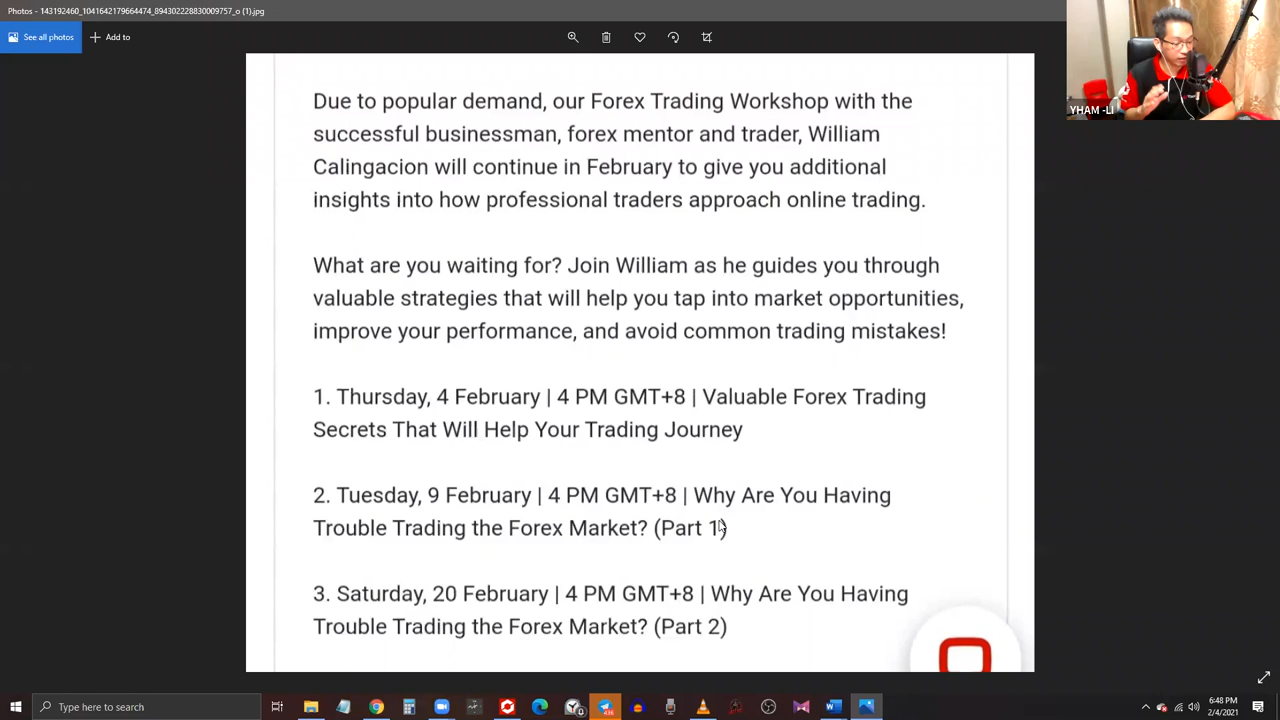 Photos - 143192460_1041642179664474_894302228830009757_o (1).jpg
See all photos
Add to
YHAM -LI
Due to popular demand, our Forex Trading Workshop with the
successful businessman, forex mentor and trader, William
Calingacion will continue in February to give you additional
insights into how professional traders approach online trading.
What are you waiting for? Join William as he guides you through
valuable strategies that will help you tap into market opportunities,
improve your performance, and avoid common trading mistakes!
1. Thursday, 4 February | 4 PM GMT+8 | Valuable Forex Trading
Secrets That Will Help Your Trading Journey
2. Tuesday, 9 February | 4 PM GMT+8 | Why Are You Having
Trouble Trading the Forex Market? (Part 1)
3. Saturday, 20 February | 4 PM GMT+8 | Why Are You Having
Trouble Trading the Forex Market? (Part 2)
Type here to search
6:48 PM
2/4/2021